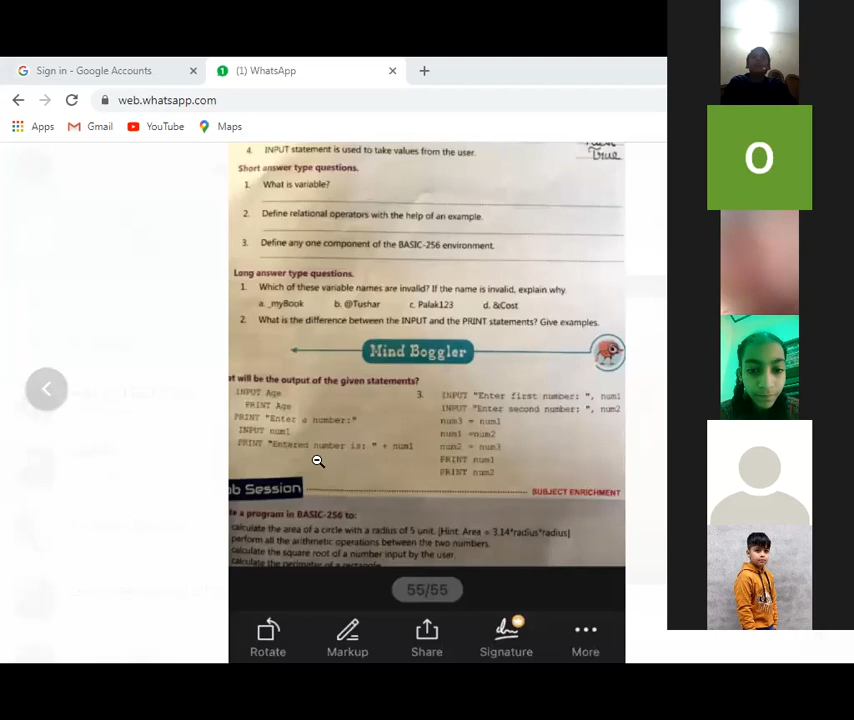 Sign in - Google Accounts
(1) WhatsApp
web.whatsapp.com
Apps
Gmail
YouTube
Maps
4. INPUT statement is used to take values from the user.
True
Short answer type questions.
1. What is variable?
2. Define relational operators with the help of an example.
3. Define any one component of the BASIC-256 environment.
Long answer type questions.
1. Which of these variable names are invalid? If the name is invalid, explain why.
a. _myBook b. @Tushar c. Palak123 d. &Cost
2. What is the difference between the INPUT and the PRINT statements? Give examples.
Mind Boggler
at will be the output of the given statements?
INPUT Age
PRINT Age
PRINT "Enter a number:"
INPUT num1
PRINT "Entered number is: " + num1
3. INPUT "Enter first number: ", num1
INPUT "Enter second number: ", num2
num3 = num1
num1 =num2
num2 = num3
PRINT num1
PRINT num2
ab Session
SUBJECT ENRICHMENT
te a program in BASIC-256 to:
calculate the area of a circle with a radius of 5 unit. [Hint: Area = 3.14*radius*radius]
perform all the arithmetic operations between the two numbers.
calculate the square root of a number input by the user.
calculate the perimeter of a rectangle
55/55
Rotate
Markup
Share
Signature
More
O